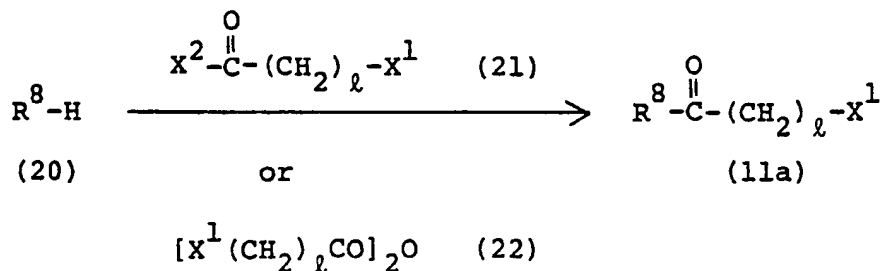 O O
X²-C-(CH₂)ℓ-X¹ (21)
R⁸-H R⁸-C-(CH₂)ℓ-X¹
(20) or (11a)
[X¹(CH₂)ℓCO]₂O (22)